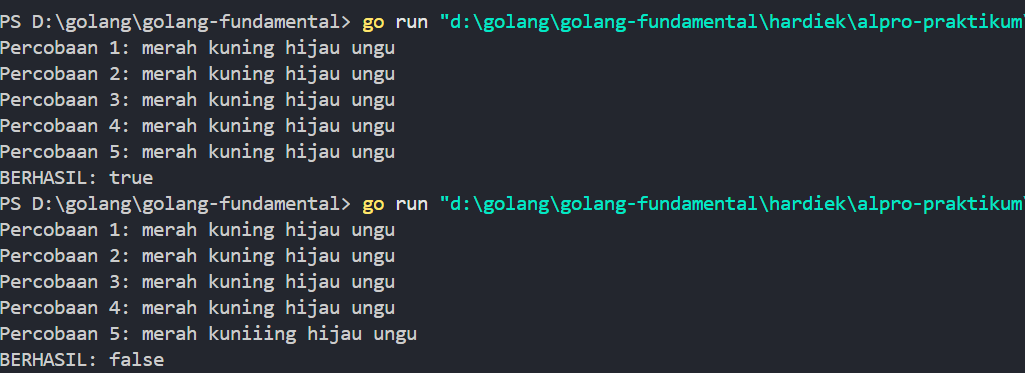 PS D:\golang\golang-fundamental> go run "d:\golang\golang-fundamental\hardiek\alpro-praktikum\
Percobaan 1: merah kuning hijau ungu
Percobaan 2: merah kuning hijau ungu
Percobaan 3: merah kuning hijau ungu
Percobaan 4: merah kuning hijau ungu
Percobaan 5: merah kuning hijau ungu
BERHASIL: true
PS D:\golang\golang-fundamental> go run "d:\golang\golang-fundamental\hardiek\alpro-praktikum\
Percobaan 1: merah kuning hijau ungu
Percobaan 2: merah kuning hijau ungu
Percobaan 3: merah kuning hijau ungu
Percobaan 4: merah kuning hijau ungu
Percobaan 5: merah kuniiing hijau ungu
BERHASIL: false